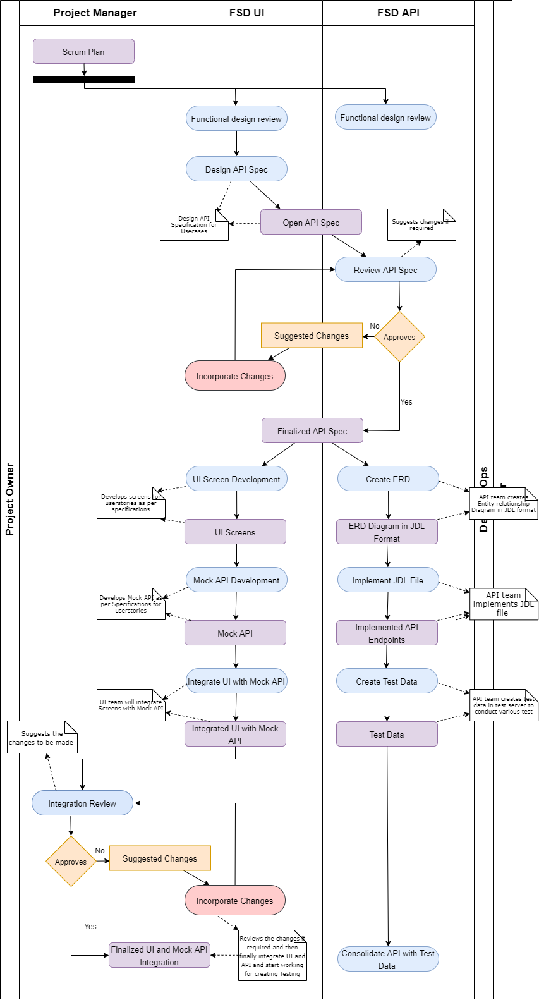 Project Manager
FSD UI
FSD API
Scrum Plan
Functional design review
Functional design review
Design API Spec
Design API
Specification for
Usecases
Open API Spec
Suggests changes if
required
Review API Spec
No
Suggested Changes
Approves
Incorporate Changes
Yes
Finalized API Spec
Project Owner
UI Screen Development
Create ERD
Develops screens for
userstories as per
specifications
API team creates
Entity relationship
Diagram in JDL format
UI Screens
ERD Diagram in JDL
Format
Mock API Development
Implement JDL File
Develops Mock API as
per Specifications for
userstories
API team
implements JDL
file
Mock API
Implemented API
Endpoints
Integrate UI with Mock API
Create Test Data
UI team will integrate
Screens with Mock API
API team creates test
data in test server to
conduct various test
Integrated UI with Mock
API
Test Data
Suggests the
changes to be made
Integration Review
No
Approves
Suggested Changes
Incorporate Changes
Yes
Reviews the changes if
required and then
finally integrate UI and
API and start working
for creating Testing
Finalized UI and Mock API
Integration
Consolidate API with Test
Data